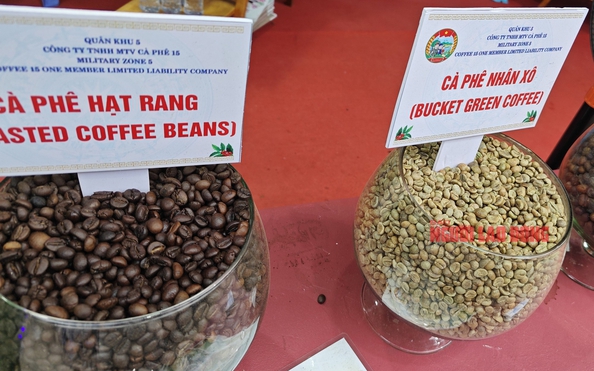 QUÂN KHU 5
CÔNG TY TNHH MTV CÀ PHÊ 15
MILITARY ZONE 5
COFFEE 15 ONE MEMBER LIMITED LIABILITY COMPANY
CÀ PHÊ HẠT RANG
ASTED COFFEE BEANS)
QUÂN KHU 5
CÔNG TY TNHH MTV CÀ PHÊ 15
MILITARY ZONE 5
COFFEE 15 ONE MEMBER LIMITED LIABILITY COMPANY
CÀ PHÊ NHÂN XÔ
(BUCKET GREEN COFFEE)
NGƯỜI LAO ĐỘNG